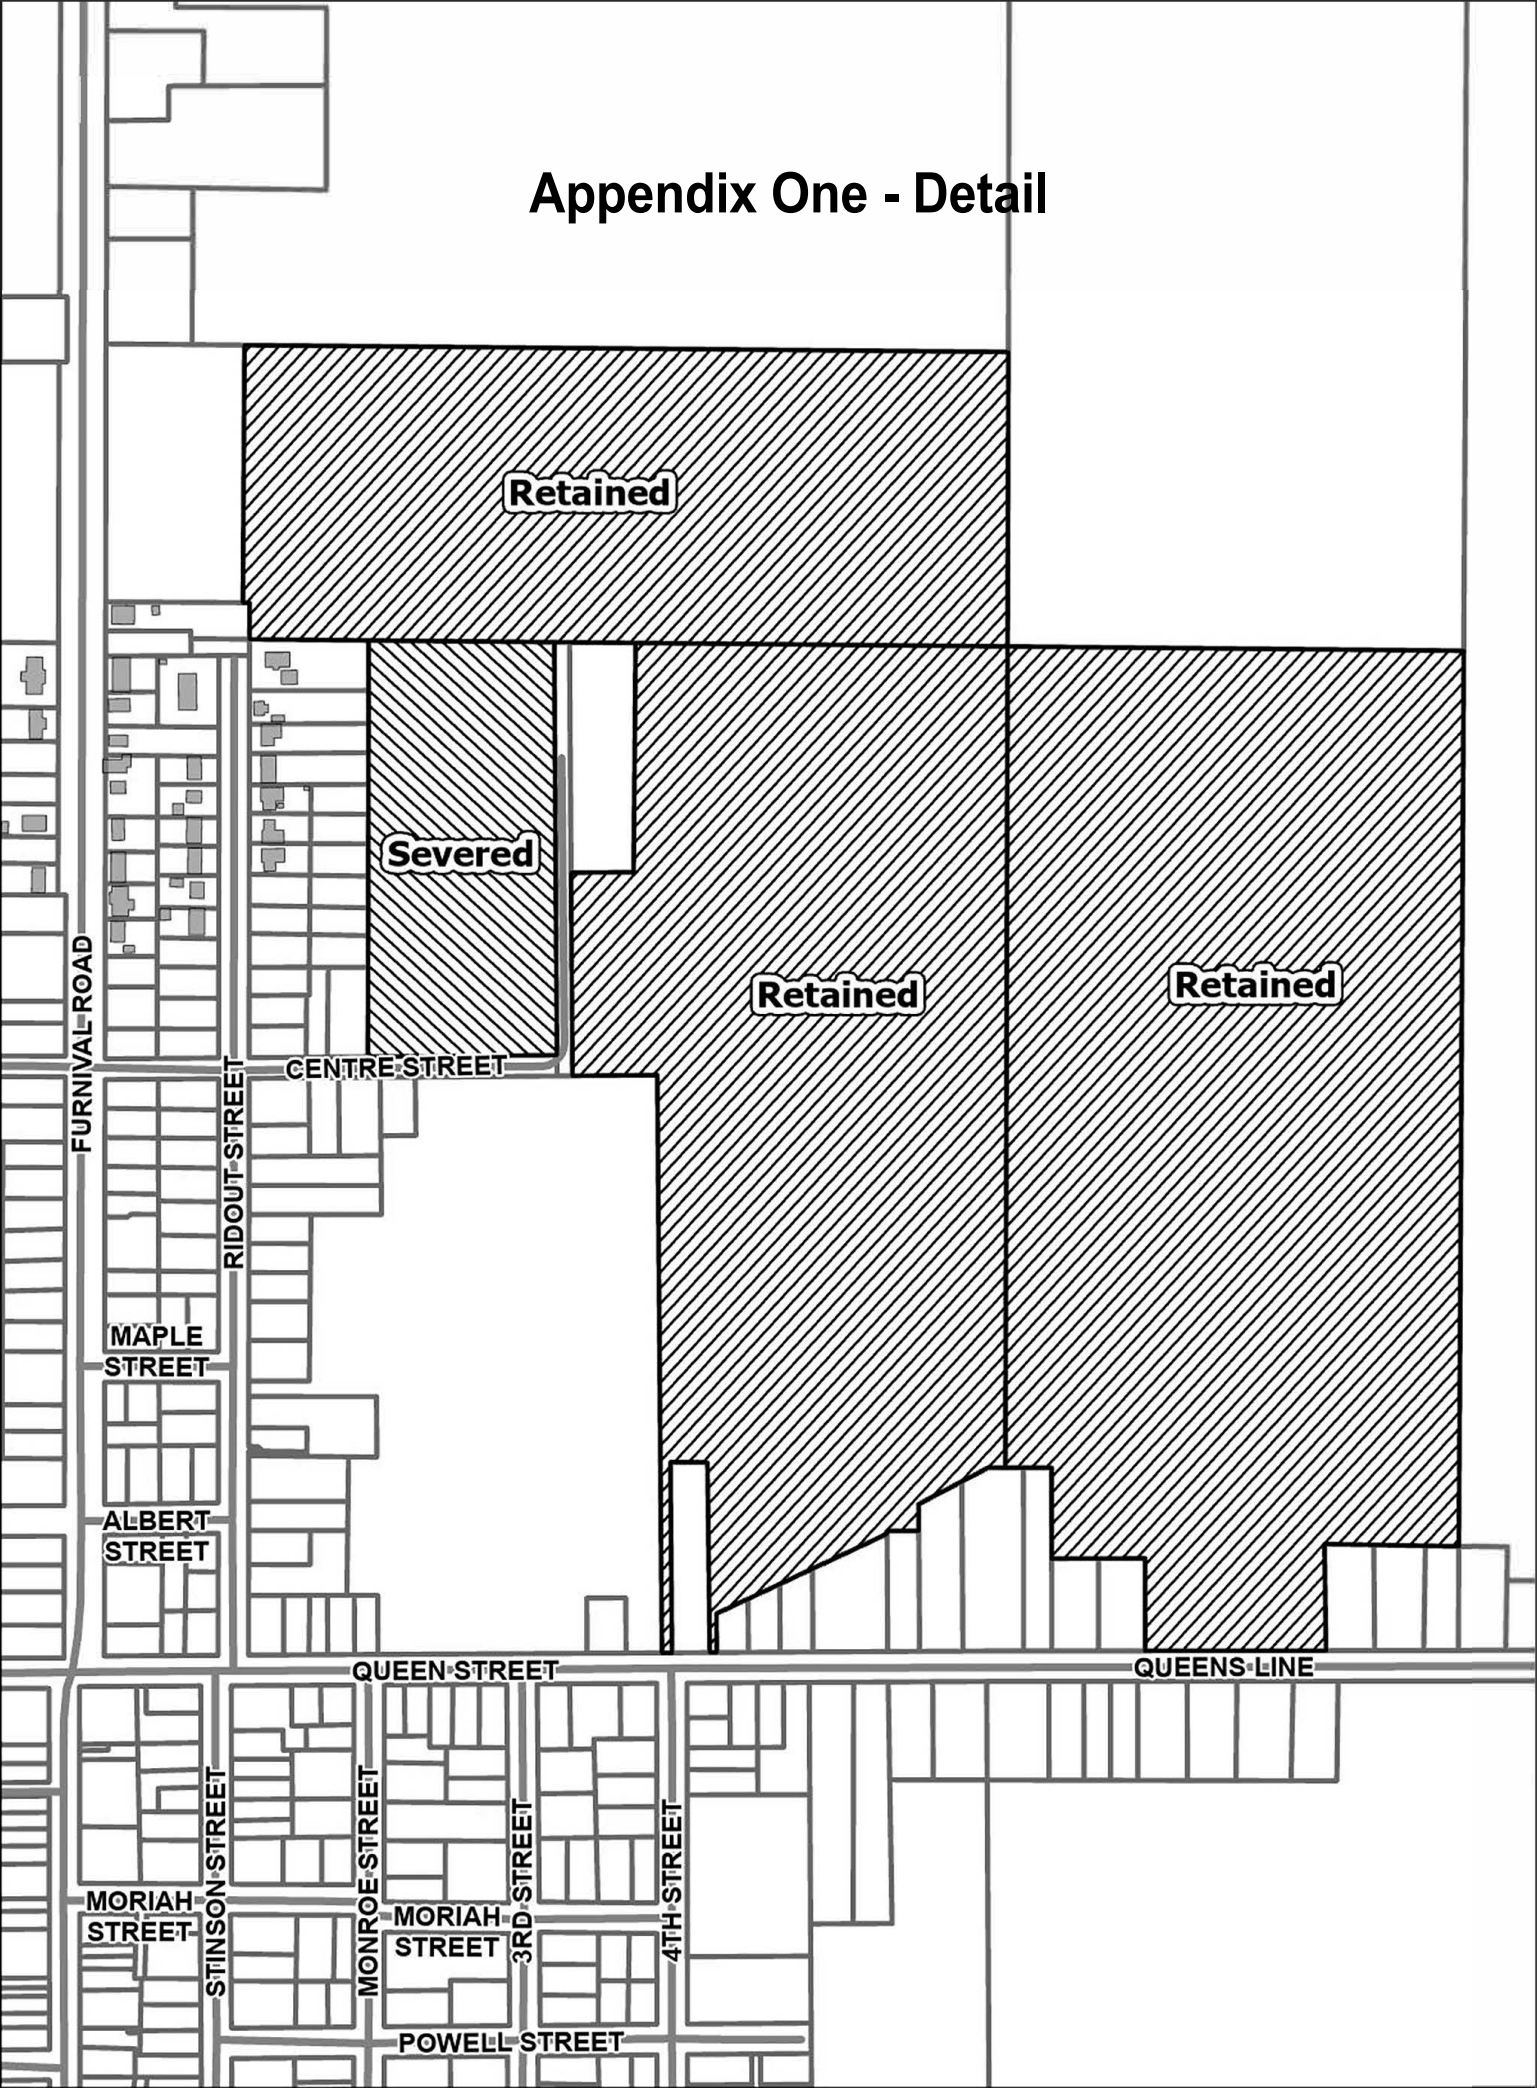 Appendix One - Detail
Retained
Severed
Retained
Retained
FURNIVAL ROAD
CENTRE STREET
RIDOUT STREET
MAPLE
STREET
ALBERT
STREET
QUEEN STREET
QUEENS LINE
STINSON STREET
MONROE STREET
3RD STREET
4TH STREET
MORIAH
STREET
MORIAH
STREET
POWELL STREET